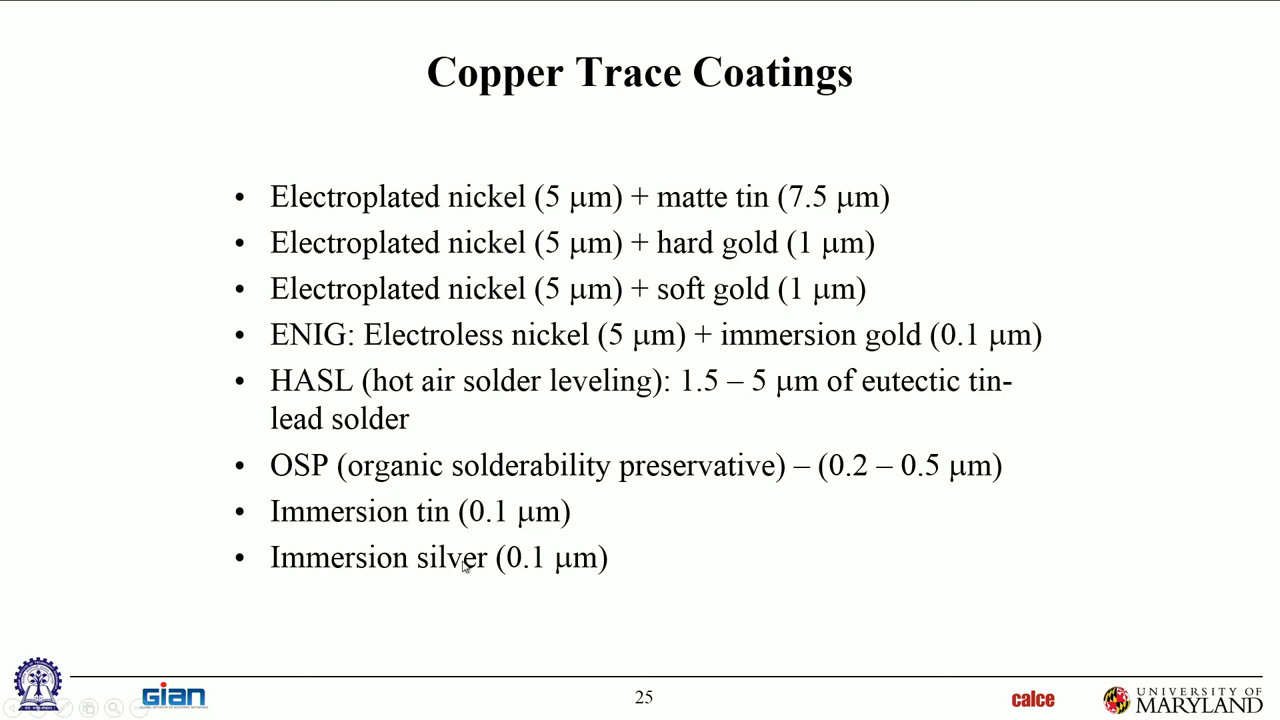 Copper Trace Coatings
• Electroplated nickel (5 μm) + matte tin (7.5 μm)
• Electroplated nickel (5 μm) + hard gold (1 μm)
• Electroplated nickel (5 μm) + soft gold (1 μm)
• ENIG: Electroless nickel (5 μm) + immersion gold (0.1 μm)
• HASL (hot air solder leveling): 1.5 – 5 μm of eutectic tin-
lead solder
• OSP (organic solderability preservative) – (0.2 – 0.5 μm)
• Immersion tin (0.1 μm)
• Immersion silver (0.1 μm)
GIAN
25
calce
UNIVERSITY OF
MARYLAND